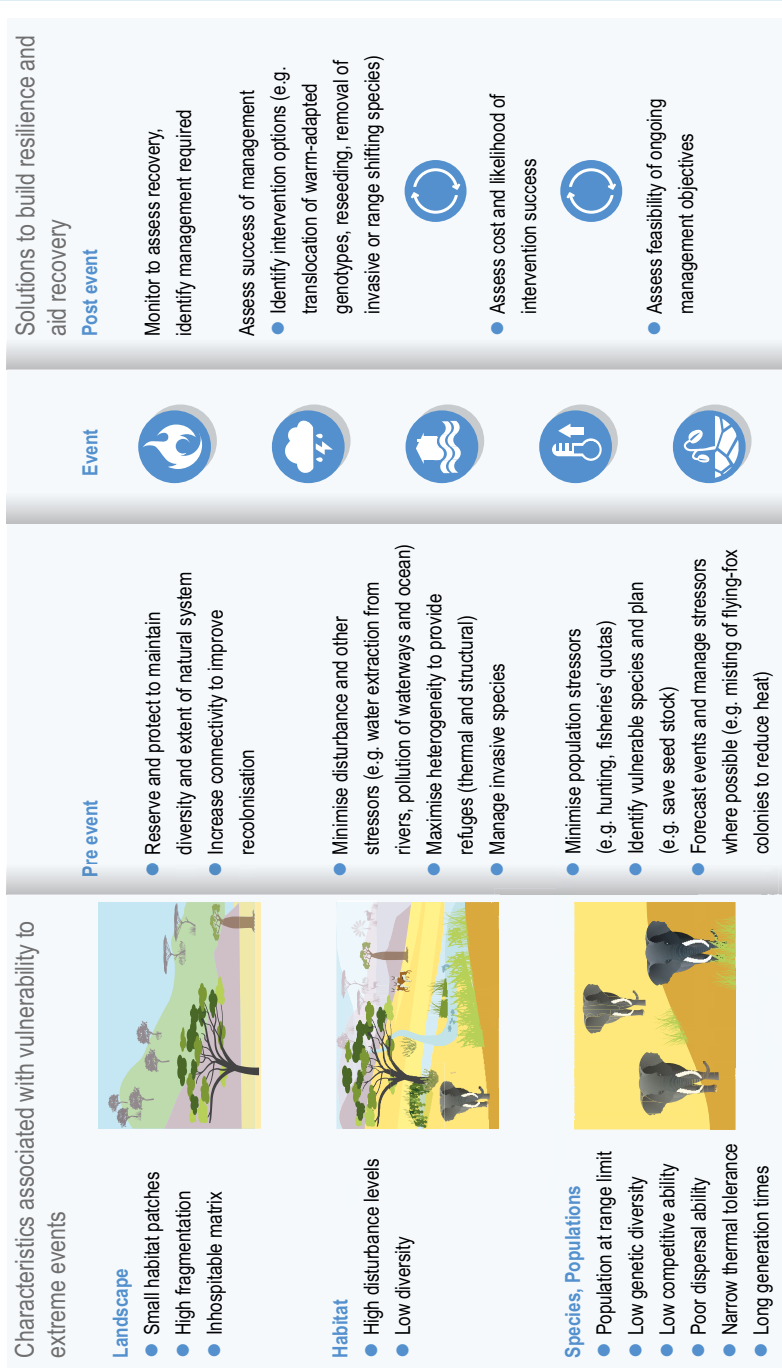 Characteristics associated with vulnerability to
extreme events
Landscape
Small habitat patches
High fragmentation
Inhospitable matrix
Habitat
High disturbance levels
Low diversity
Species, Populations
Population at range limit
Low genetic diversity
Low competitive ability
Poor dispersal ability
Narrow thermal tolerance
Long generation times
Pre event
Reserve and protect to maintain
diversity and extent of natural system
Increase connectivity to improve
recolonisation
Minimise disturbance and other
stressors (e.g. water extraction from
rivers, pollution of waterways and ocean)
Maximise heterogeneity to provide
refuges (thermal and structural)
Manage invasive species
Minimise population stressors
(e.g. hunting, fisheries' quotas)
Identify vulnerable species and plan
(e.g. save seed stock)
Forecast events and manage stressors
where possible (e.g. misting of flying-fox
colonies to reduce heat)
Event
Solutions to build resilience and
aid recovery
Post event
Monitor to assess recovery,
identify management required
Assess success of management
Identify intervention options (e.g.
translocation of warm-adapted
genotypes, reseeding, removal of
invasive or range shifting species)
Assess cost and likelihood of
intervention success
Assess feasibility of ongoing
management objectives